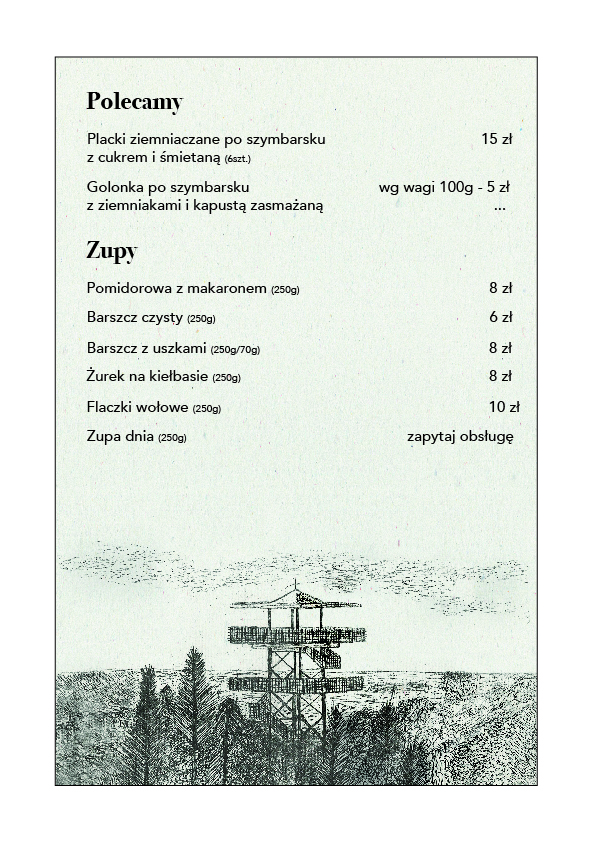 Polecamy
Placki ziemniaczane po szymbarsku 15 zł
z cukrem i śmietaną (6szt.)
Golonka po szymbarsku wg wagi 100g - 5 zł
z ziemniakami i kapustą zasmażaną ...
Zupy
Pomidorowa z makaronem (250g) 8 zł
Barszcz czysty (250g) 6 zł
Barszcz z uszkami (250g/70g) 8 zł
Żurek na kiełbasie (250g) 8 zł
Flaczki wołowe (250g) 10 zł
Zupa dnia (250g) zapytaj obsługę